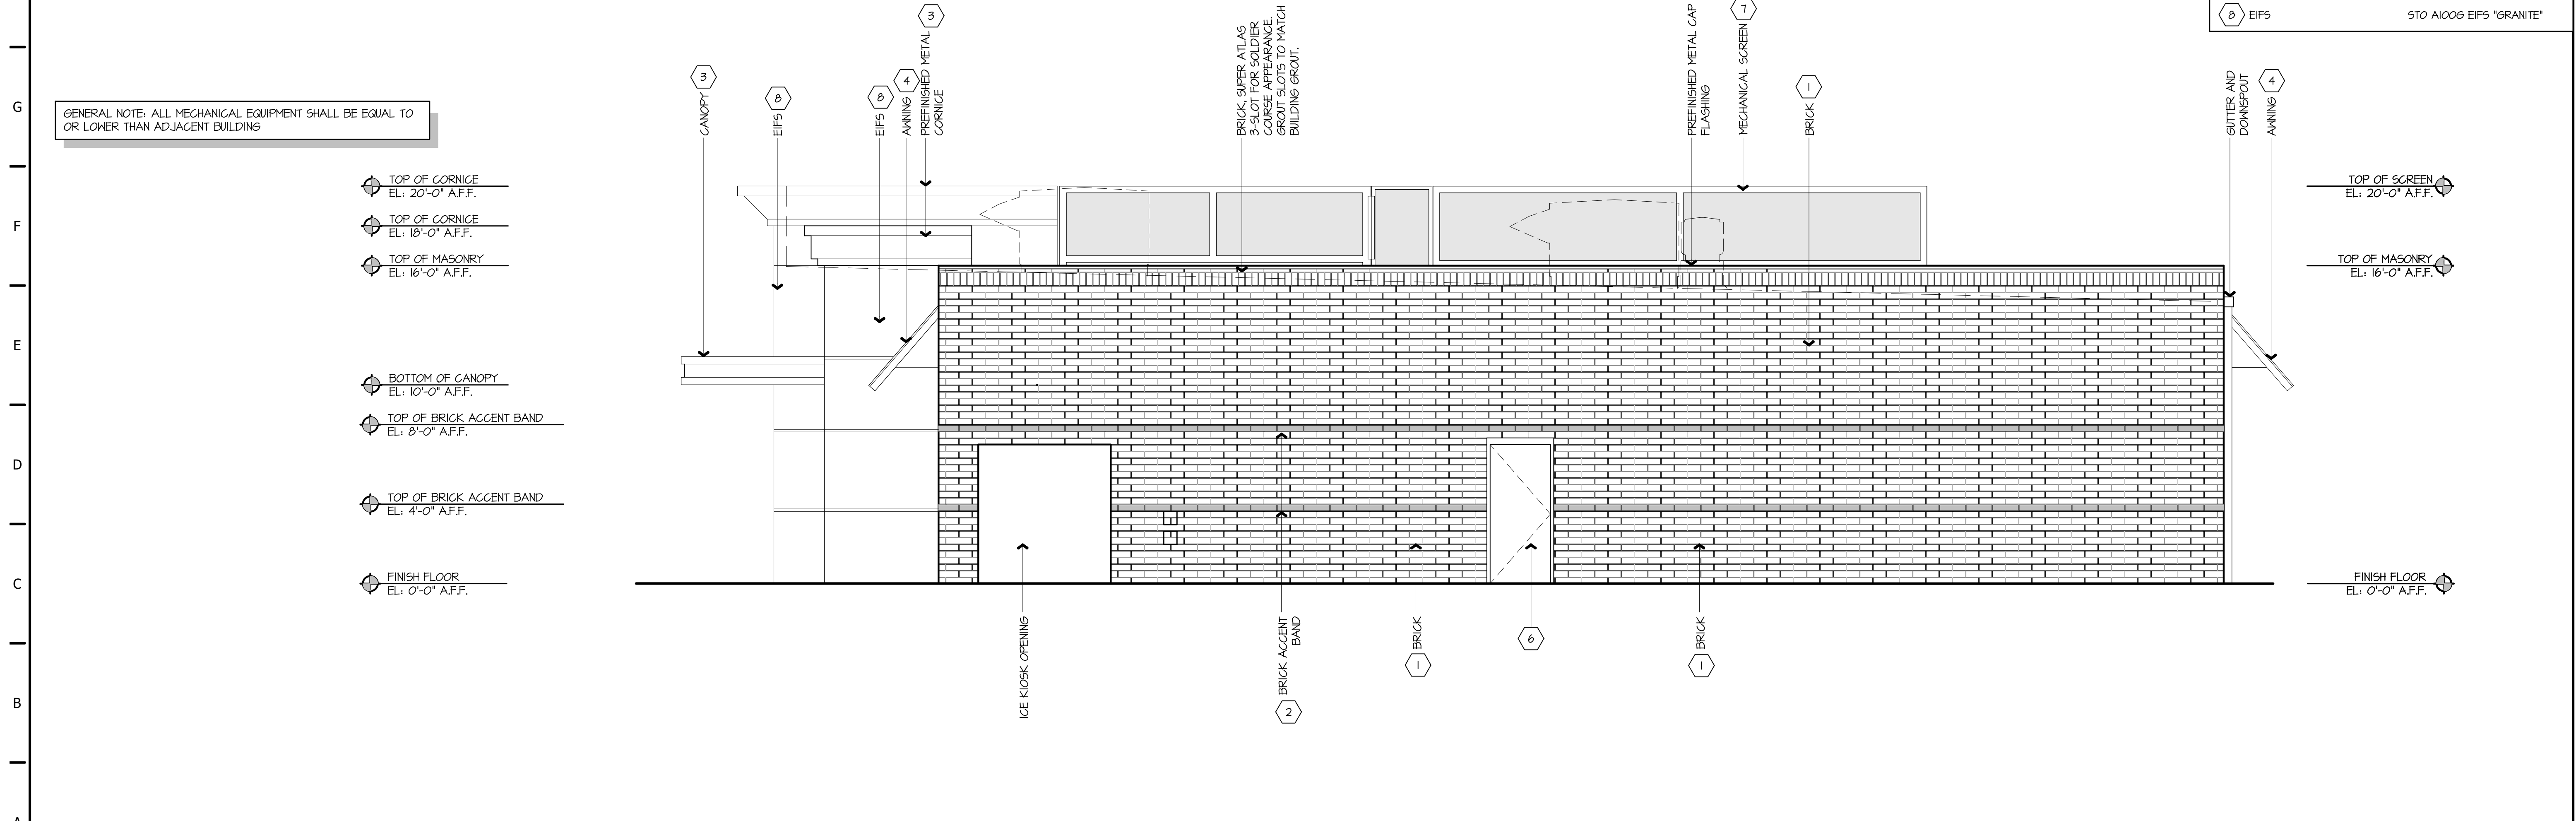 8 EIFS STO A100G EIFS "GRANITE"
G
F
E
D
C
B
A
GENERAL NOTE: ALL MECHANICAL EQUIPMENT SHALL BE EQUAL TO
OR LOWER THAN ADJACENT BUILDING
3
CANOPY
8
EIFS
8
EIFS
4
AWNING
3
PREFINISHED METAL
CORNICE
BRICK, SUPER ATLAS
3-SLOT FOR SOLDIER
COURSE APPEARANCE.
GROUT SLOTS TO MATCH
BUILDING GROUT.
PREFINISHED METAL CAP
FLASHING
7
MECHANICAL SCREEN
1
BRICK
GUTTER AND
DOWNSPOUT
4
AWNING
TOP OF CORNICE
EL: 20'-0" A.F.F.
TOP OF CORNICE
EL: 18'-0" A.F.F.
TOP OF MASONRY
EL: 16'-0" A.F.F.
BOTTOM OF CANOPY
EL: 10'-0" A.F.F.
TOP OF BRICK ACCENT BAND
EL: 8'-0" A.F.F.
TOP OF BRICK ACCENT BAND
EL: 4'-0" A.F.F.
FINISH FLOOR
EL: 0'-0" A.F.F.
TOP OF SCREEN
EL: 20'-0" A.F.F.
TOP OF MASONRY
EL: 16'-0" A.F.F.
FINISH FLOOR
EL: 0'-0" A.F.F.
ICE KIOSK OPENING
BRICK ACCENT
BAND
2
BRICK
1
6
BRICK
1